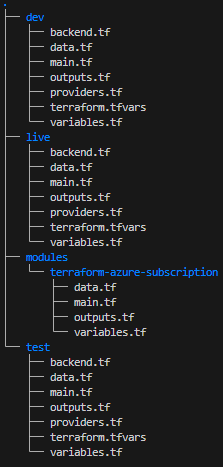 .
├── dev
│   ├── backend.tf
│   ├── data.tf
│   ├── main.tf
│   ├── outputs.tf
│   ├── providers.tf
│   ├── terraform.tfvars
│   └── variables.tf
├── live
│   ├── backend.tf
│   ├── data.tf
│   ├── main.tf
│   ├── outputs.tf
│   ├── providers.tf
│   ├── terraform.tfvars
│   └── variables.tf
├── modules
│   └── terraform-azure-subscription
│       ├── data.tf
│       ├── main.tf
│       ├── outputs.tf
│       └── variables.tf
└── test
    ├── backend.tf
    ├── data.tf
    ├── main.tf
    ├── outputs.tf
    ├── providers.tf
    ├── terraform.tfvars
    └── variables.tf